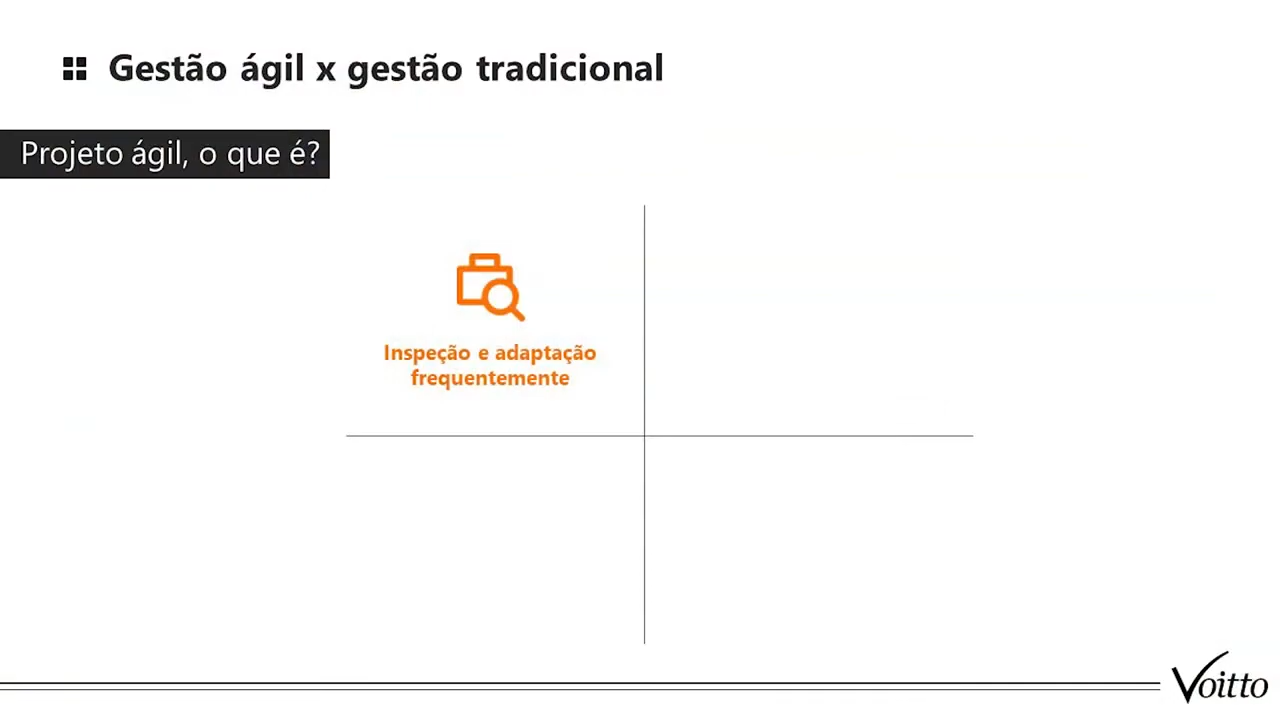 Gestão ágil x gestão tradicional
Projeto ágil, o que é?
Inspeção e adaptação
frequentemente
Voitto